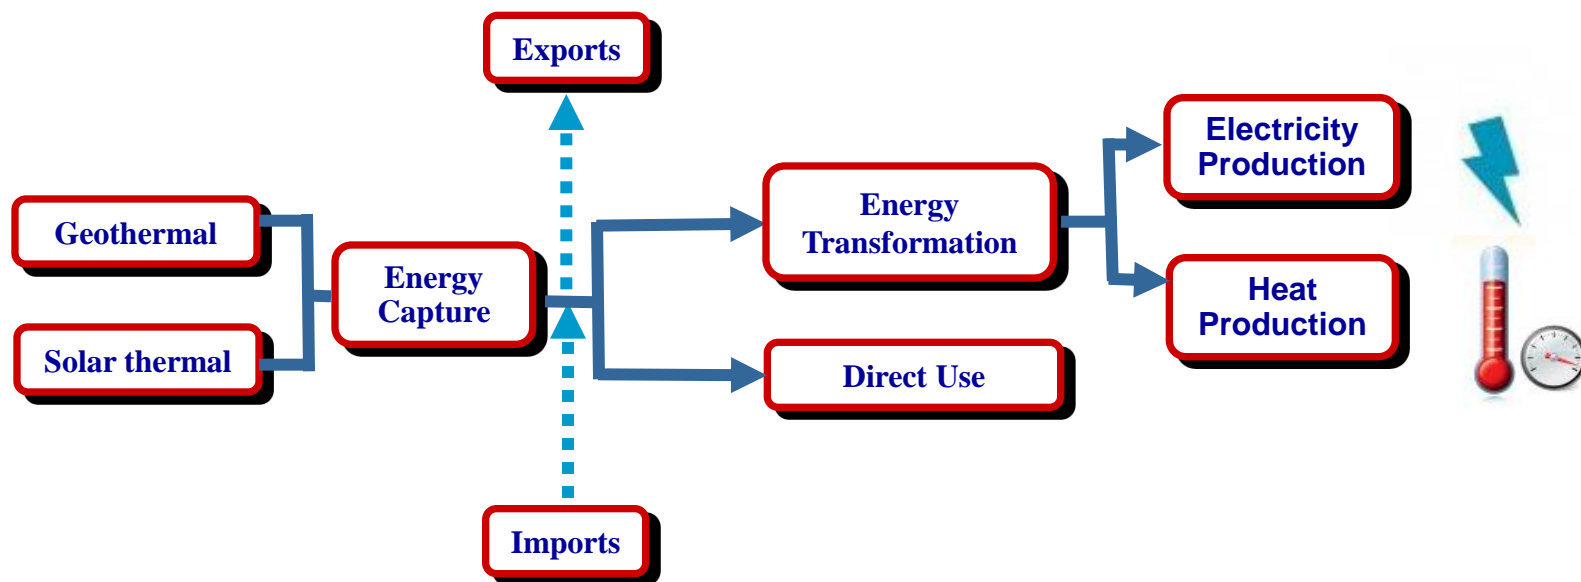 Exports
Geothermal
Solar thermal
Energy
Capture
Imports
Energy
Transformation
Direct Use
Electricity
Production
Heat
Production